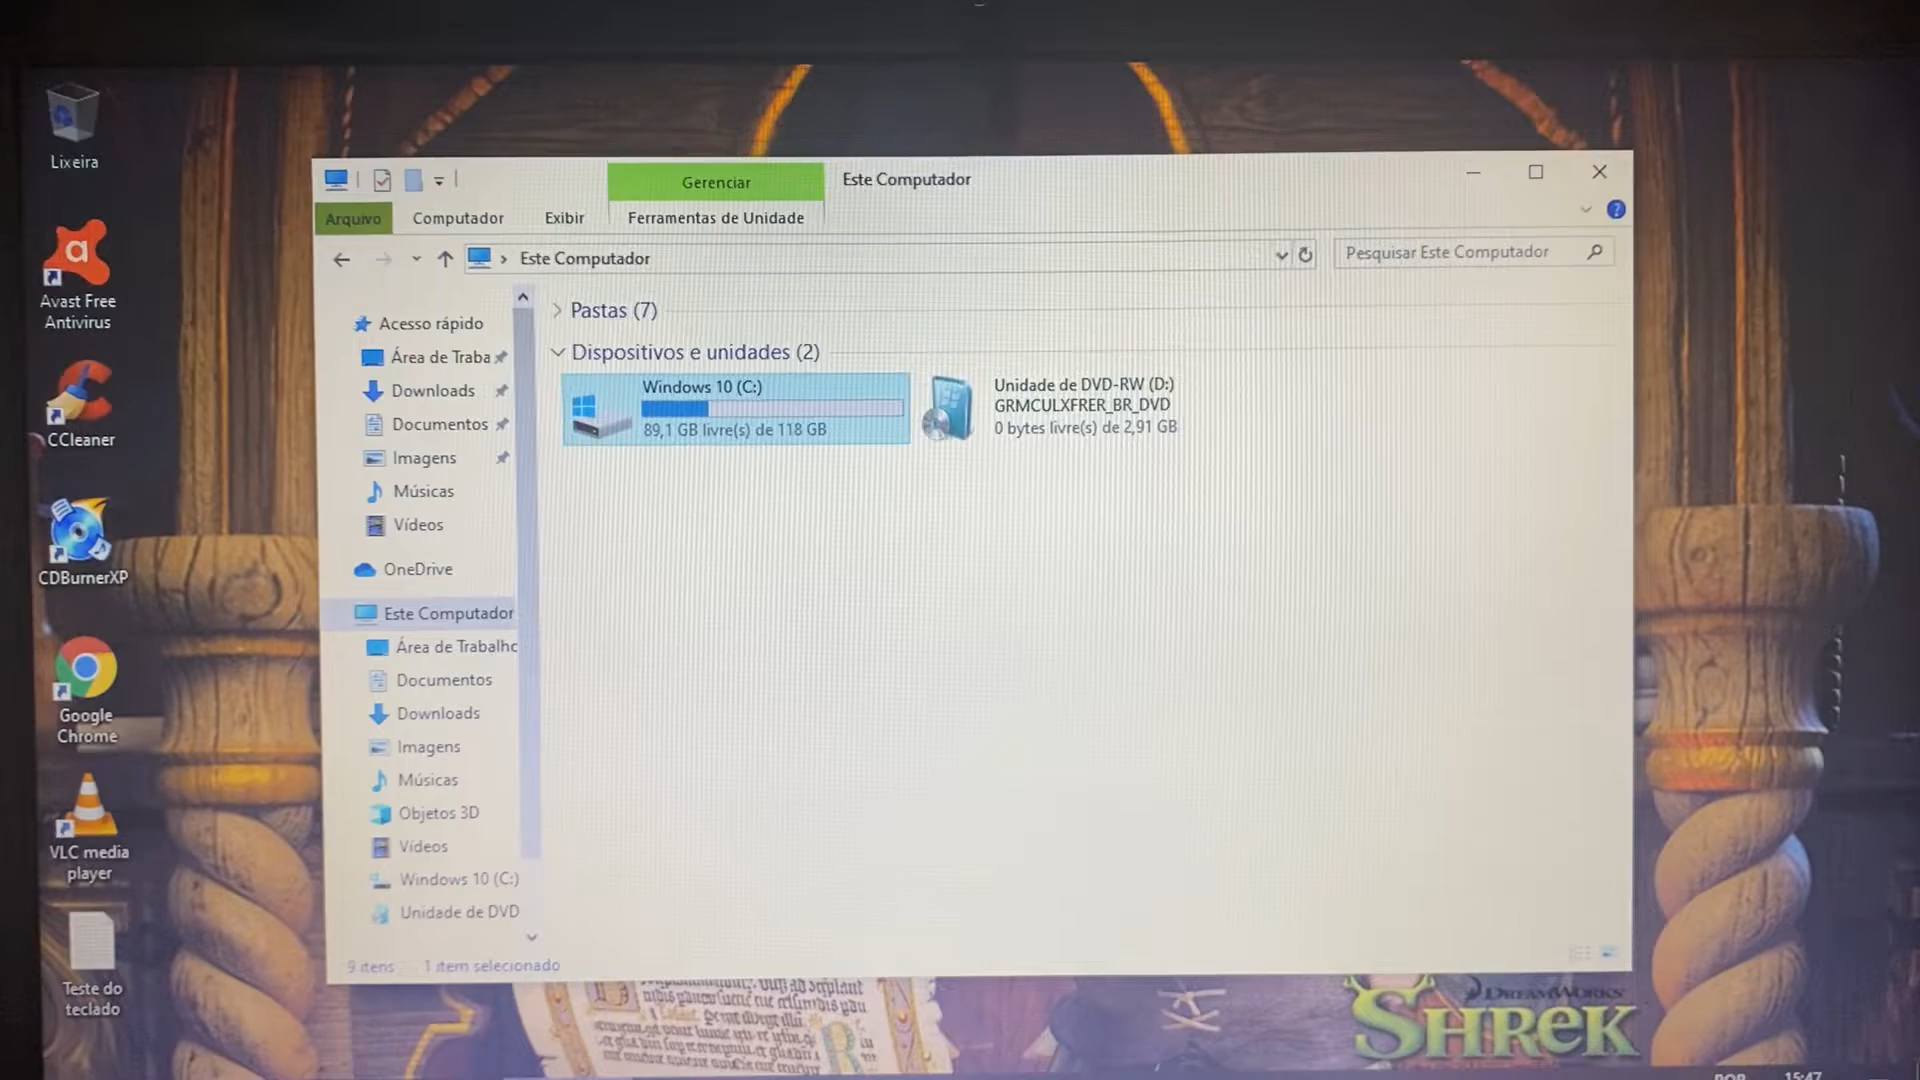 Lixeira
Avast Free
Antivirus
CCleaner
CDBurnerXP
Google
Chrome
VLC media
player
Teste do
teclado
Gerenciar
Este Computador
Arquivo
Computador
Exibir
Ferramentas de Unidade
Este Computador
Pesquisar Este Computador
Acesso rápido
Área de Traba
Downloads
Documentos
Imagens
Músicas
Vídeos
OneDrive
Este Computador
Área de Trabalho
Documentos
Downloads
Imagens
Músicas
Objetos 3D
Vídeos
Windows 10 (C:)
Unidade de DVD
Pastas (7)
Dispositivos e unidades (2)
Windows 10 (C:)
89,1 GB livre(s) de 118 GB
Unidade de DVD-RW (D:)
GRMCULXFRER_BR_DVD
0 bytes livre(s) de 2,91 GB
9 itens
1 item selecionado
DREAMWORKS
SHREK
POR
15:47